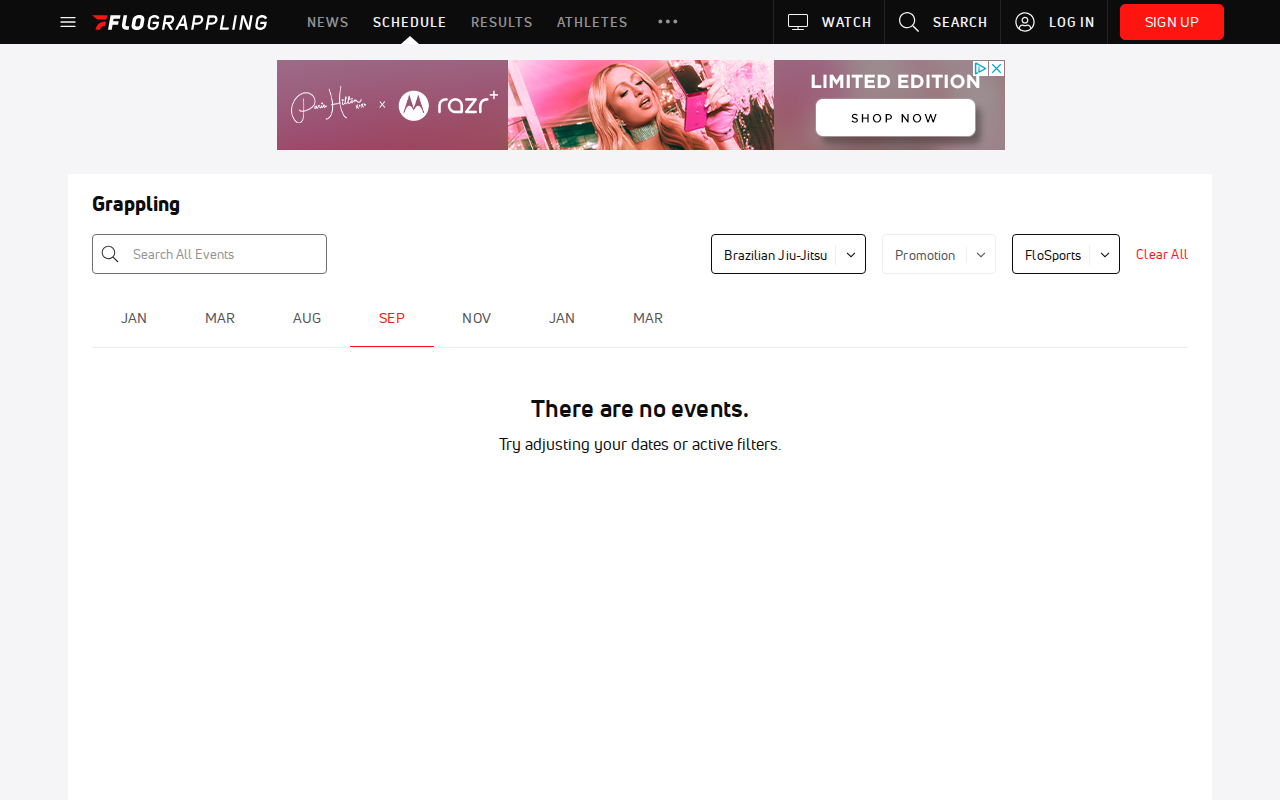 FLOGRAPPLING NEWS SCHEDULE RESULTS ATHLETES WATCH SEARCH LOG IN SIGN UP
Paris Hilton x razr+
LIMITED EDITION
SHOP NOW
Grappling
Search All Events Brazilian Jiu-Jitsu Promotion FloSports Clear All
JAN MAR AUG SEP NOV JAN MAR
There are no events.
Try adjusting your dates or active filters.